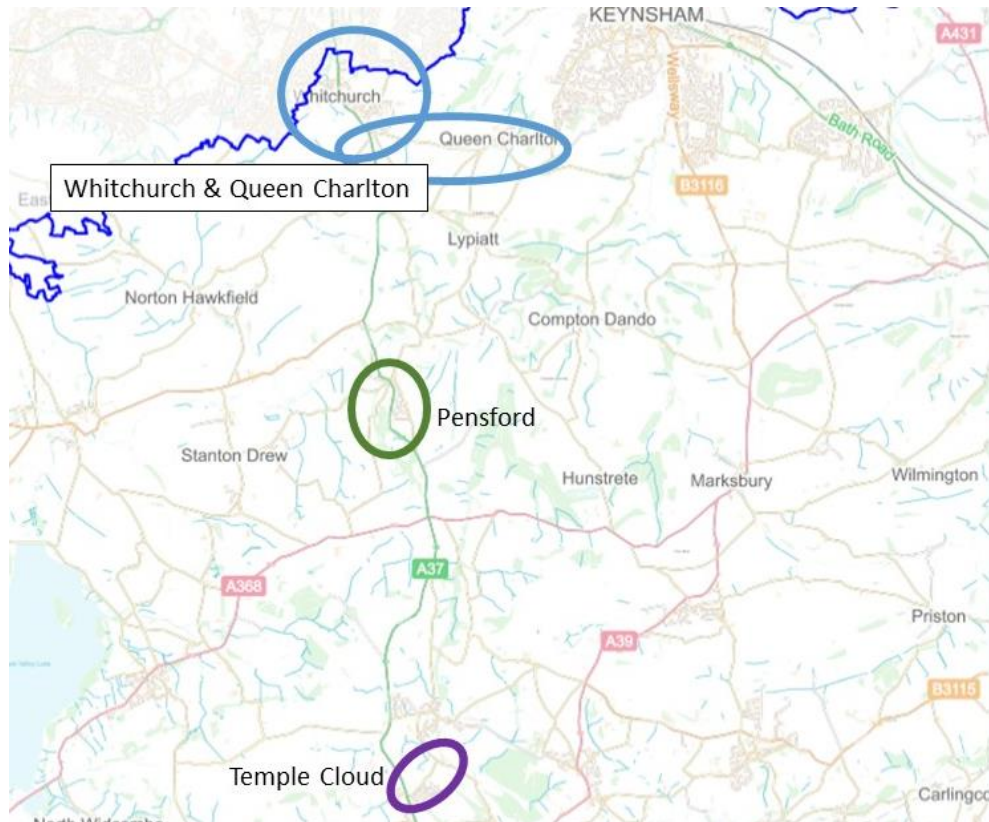 KEYNSHAM
A431
Whitchurch
Wellsway
Bath Road
Queen Charlton
Whitchurch & Queen Charlton
B3116
Lypiatt
Norton Hawkfield
Compton Dando
Pensford
Stanton Drew
Hunstrete
Marksbury
Wilmington
A37
A368
Priston
A39
B3115
Temple Cloud